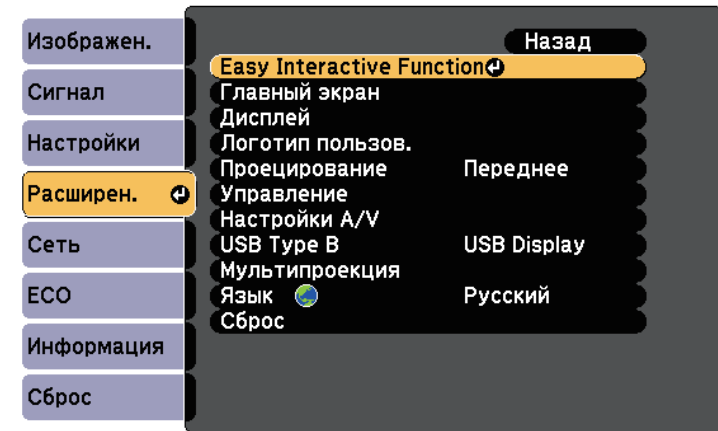 Изображен.
Сигнал
Настройки
Расширен.
Сеть
ECO
Информация
Сброс
Назад
Easy Interactive Function
Главный экран
Дисплей
Логотип пользов.
Проецирование Переднее
Управление
Настройки A/V
USB Type B USB Display
Мультипроекция
Язык Русский
Сброс